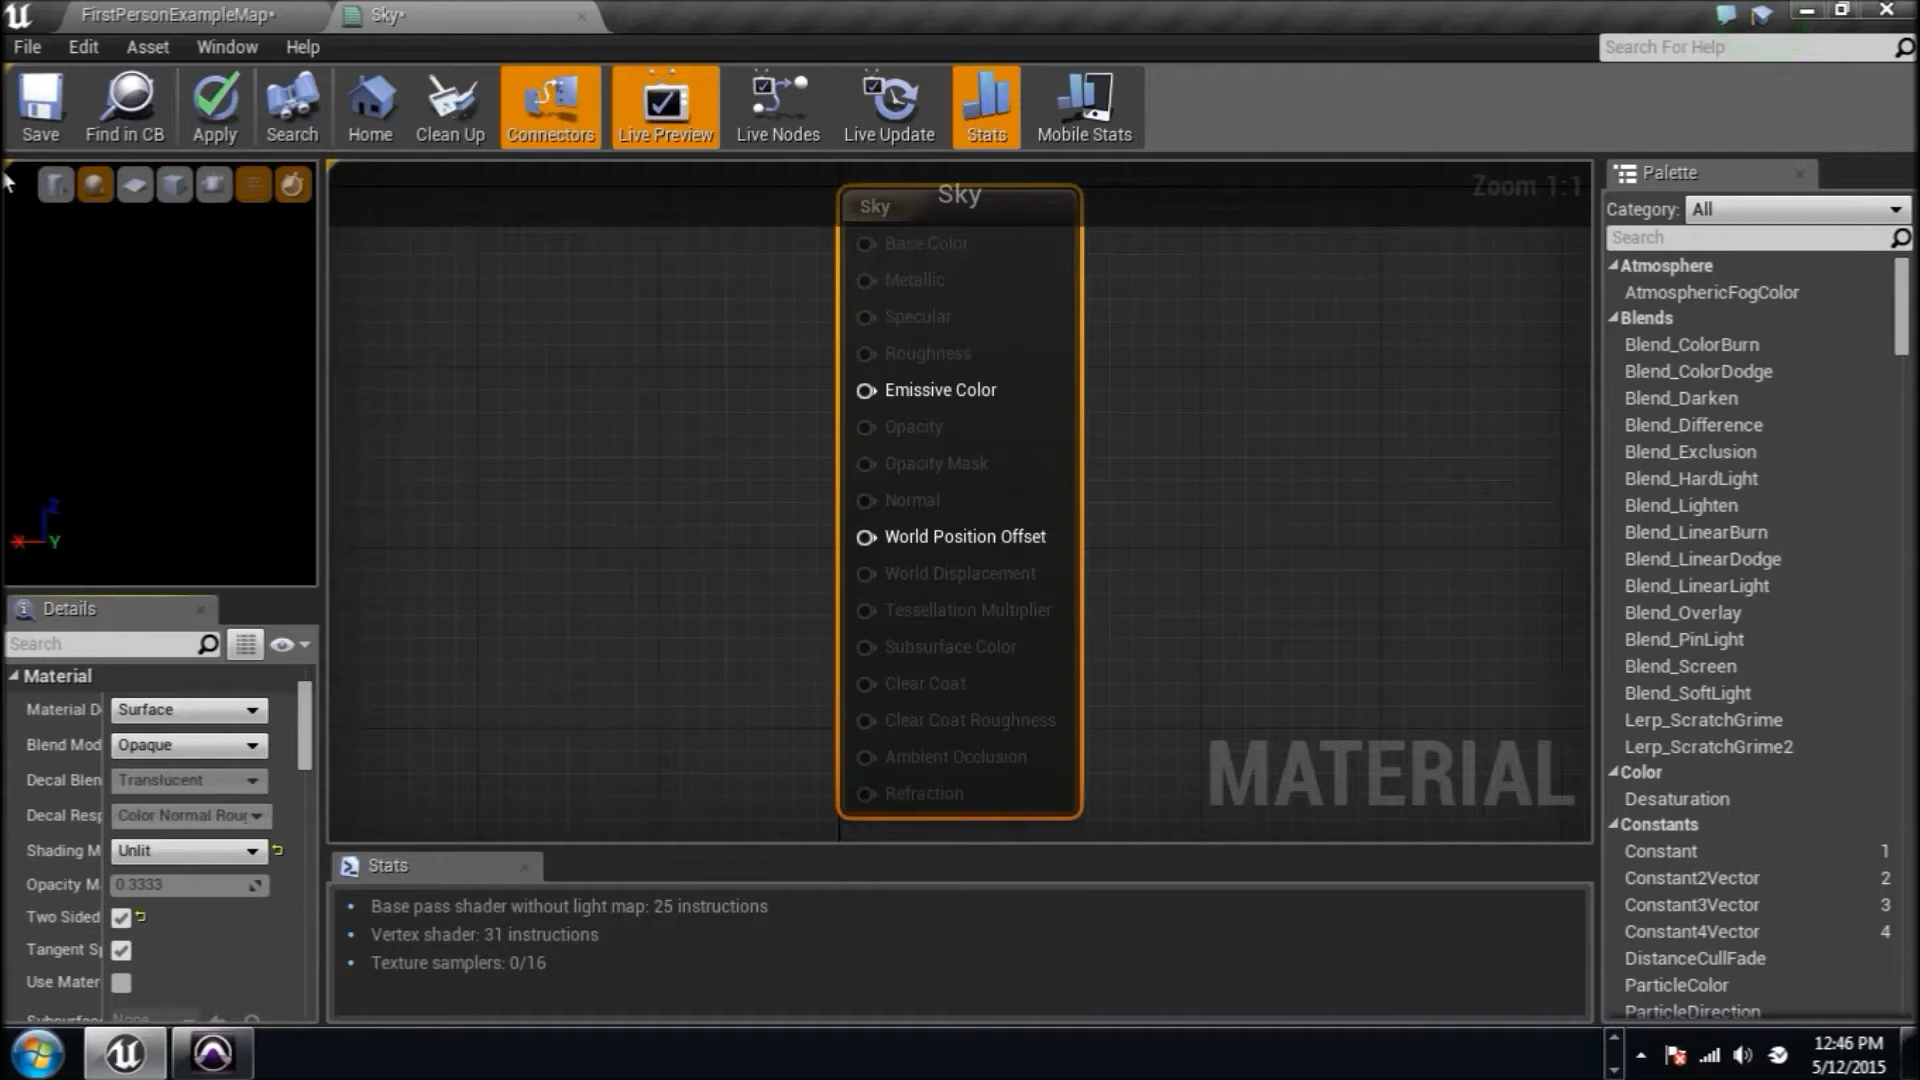 FirstPersonExampleMap*
Sky*
File Edit Asset Window Help
Search For Help
Save Find in CB Apply Search Home Clean Up Connectors Live Preview Live Nodes Live Update Stats Mobile Stats
Sky
Zoom 1:1
Sky
Base Color
Metallic
Specular
Roughness
Emissive Color
Opacity
Opacity Mask
Normal
World Position Offset
World Displacement
Tessellation Multiplier
Subsurface Color
Clear Coat
Clear Coat Roughness
Ambient Occlusion
Refraction
MATERIAL
Z
X Y
Details
Search
Material
Material D Surface
Blend Mod Opaque
Decal Blen Translucent
Decal Resp Color Normal Roug
Shading M Unlit
Opacity M 0.3333
Two Sided
Tangent Sp
Use Mater
Subsurface None
Stats
• Base pass shader without light map: 25 instructions
• Vertex shader: 31 instructions
• Texture samplers: 0/16
Palette
Category: All
Search
Atmosphere
AtmosphericFogColor
Blends
Blend_ColorBurn
Blend_ColorDodge
Blend_Darken
Blend_Difference
Blend_Exclusion
Blend_HardLight
Blend_Lighten
Blend_LinearBurn
Blend_LinearDodge
Blend_LinearLight
Blend_Overlay
Blend_PinLight
Blend_Screen
Blend_SoftLight
Lerp_ScratchGrime
Lerp_ScratchGrime2
Color
Desaturation
Constants
Constant 1
Constant2Vector 2
Constant3Vector 3
Constant4Vector 4
DistanceCullFade
ParticleColor
ParticleDirection
12:46 PM
5/12/2015